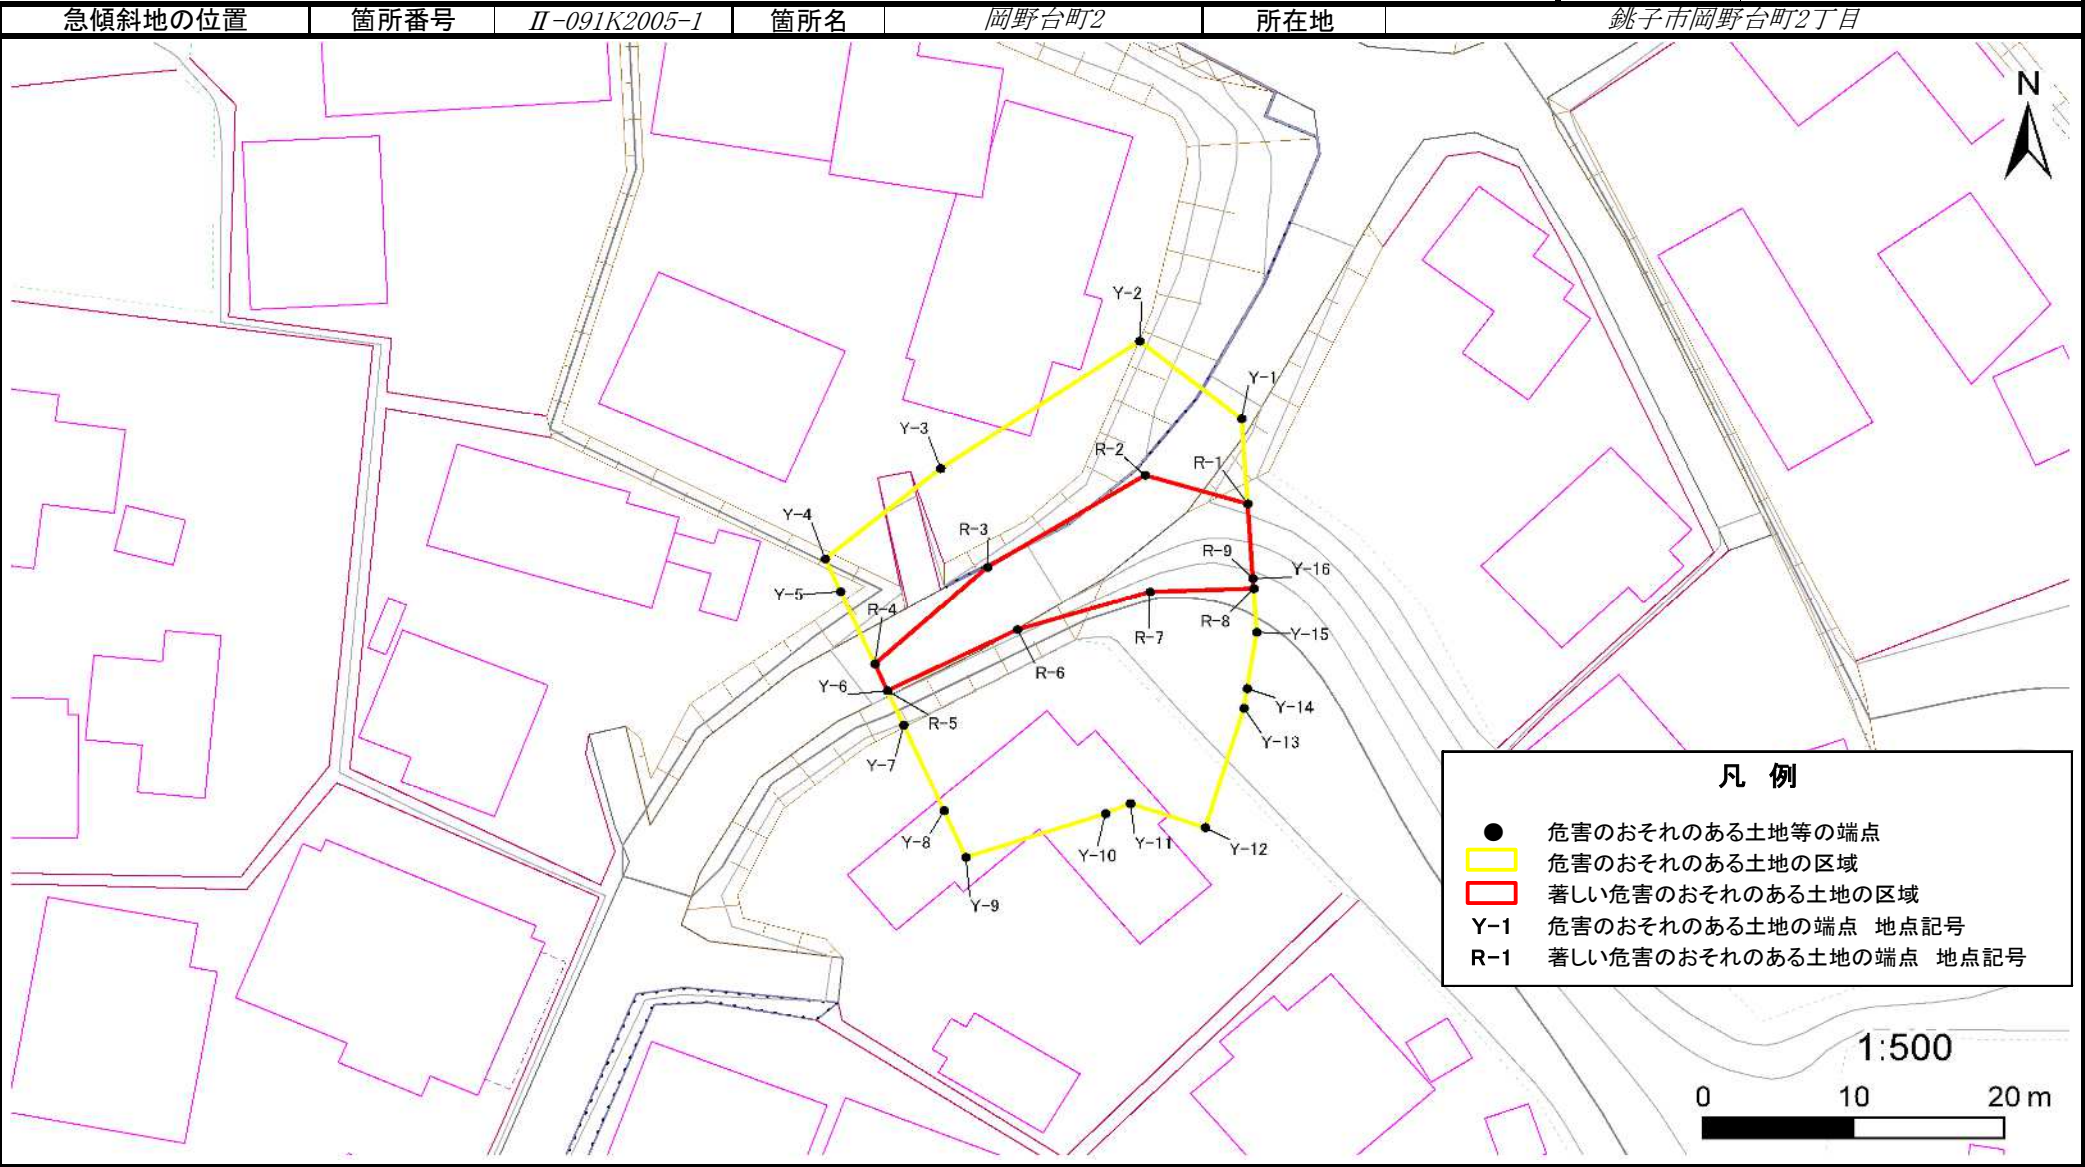 急傾斜地の位置 箇所番号 Ⅱ-091K2005-1 箇所名 岡野台町2 所在地 銚子市岡野台町2丁目
N
Y-2
Y-1
Y-3
R-2
R-1
Y-4
R-3
R-9
Y-16
Y-5
R-4
R-8
Y-15
R-7
R-6
Y-6
R-5
Y-14
Y-13
Y-7
Y-8
Y-10
Y-11
Y-12
Y-9
凡 例
危害のおそれのある土地等の端点
危害のおそれのある土地の区域
著しい危害のおそれのある土地の区域
Y-1 危害のおそれのある土地の端点 地点記号
R-1 著しい危害のおそれのある土地の端点 地点記号
1:500
0 10 20 m